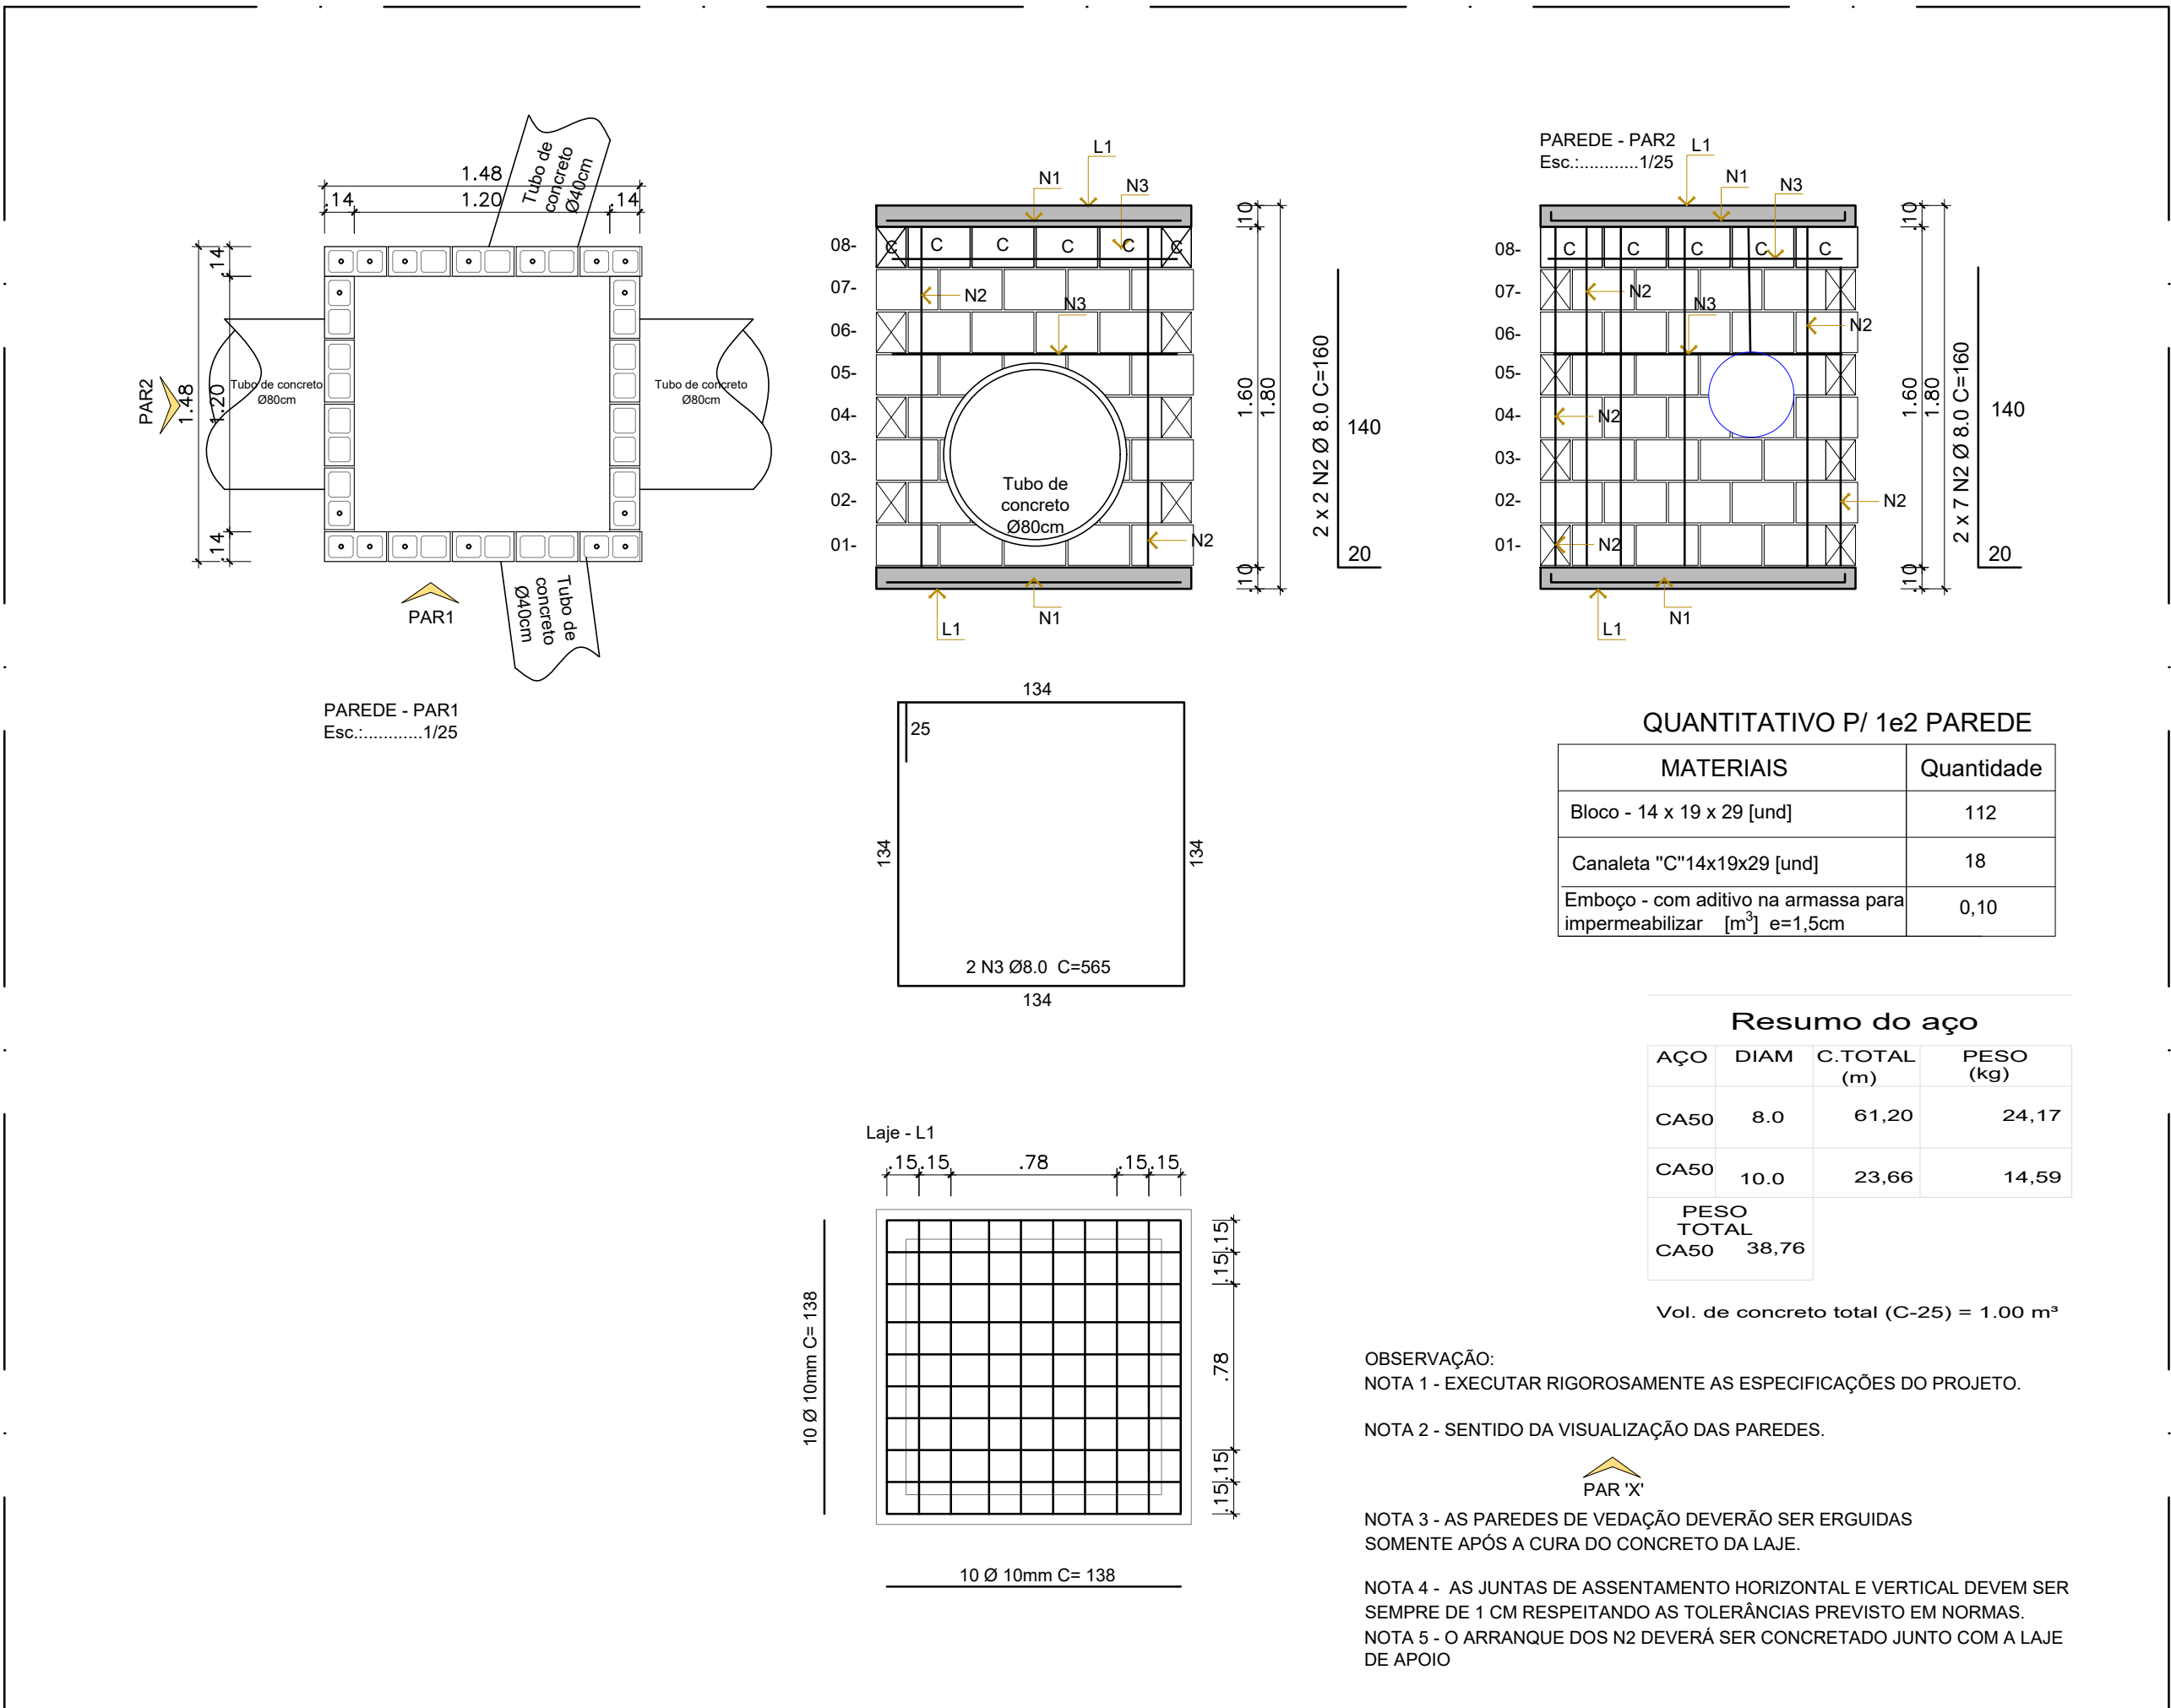 1.48
.14
1.20
.14
Tubo de
concreto
Ø40cm
.14
1.48
1.20
.14
PAR2
Tubo de concreto
Ø80cm
Tubo de concreto
Ø80cm
Tubo de
concreto
Ø40cm
PAR1
PAREDE - PAR1
Esc.:............1/25
L1
N1
N3
08-
C
C
C
C
C
C
07-
N2
N3
06-
05-
04-
03-
02-
01-
Tubo de
concreto
Ø80cm
N2
L1
N1
.10
1.60
1.80
.10
2 x 2 N2 Ø 8.0 C=160
140
20
PAREDE - PAR2
Esc.:............1/25
L1
N1
N3
08-
C
C
C
C
C
07-
N2
N3
06-
N2
05-
04-
N2
03-
02-
N2
01-
N2
L1
N1
.10
1.60
1.80
.10
2 x 7 N2 Ø 8.0 C=160
140
20
134
25
134
134
2 N3 Ø8.0 C=565
134
QUANTITATIVO P/ 1e2 PAREDE
MATERIAIS Quantidade
Bloco - 14 x 19 x 29 [und] 112
Canaleta "C"14x19x29 [und] 18
Emboço - com aditivo na armassa para
impermeabilizar [m³] e=1,5cm 0,10
Resumo do aço
AÇO DIAM C.TOTAL (m) PESO (kg)
CA50 8.0 61,20 24,17
CA50 10.0 23,66 14,59
PESO
TOTAL
CA50 38,76
Vol. de concreto total (C-25) = 1.00 m³
Laje - L1
.15 .15 .78 .15 .15
.15
.15
.78
.15
.15
10 Ø 10mm C= 138
10 Ø 10mm C= 138
OBSERVAÇÃO:
NOTA 1 - EXECUTAR RIGOROSAMENTE AS ESPECIFICAÇÕES DO PROJETO.
NOTA 2 - SENTIDO DA VISUALIZAÇÃO DAS PAREDES.
PAR 'X'
NOTA 3 - AS PAREDES DE VEDAÇÃO DEVERÃO SER ERGUIDAS
SOMENTE APÓS A CURA DO CONCRETO DA LAJE.
NOTA 4 - AS JUNTAS DE ASSENTAMENTO HORIZONTAL E VERTICAL DEVEM SER
SEMPRE DE 1 CM RESPEITANDO AS TOLERÂNCIAS PREVISTO EM NORMAS.
NOTA 5 - O ARRANQUE DOS N2 DEVERÁ SER CONCRETADO JUNTO COM A LAJE
DE APOIO